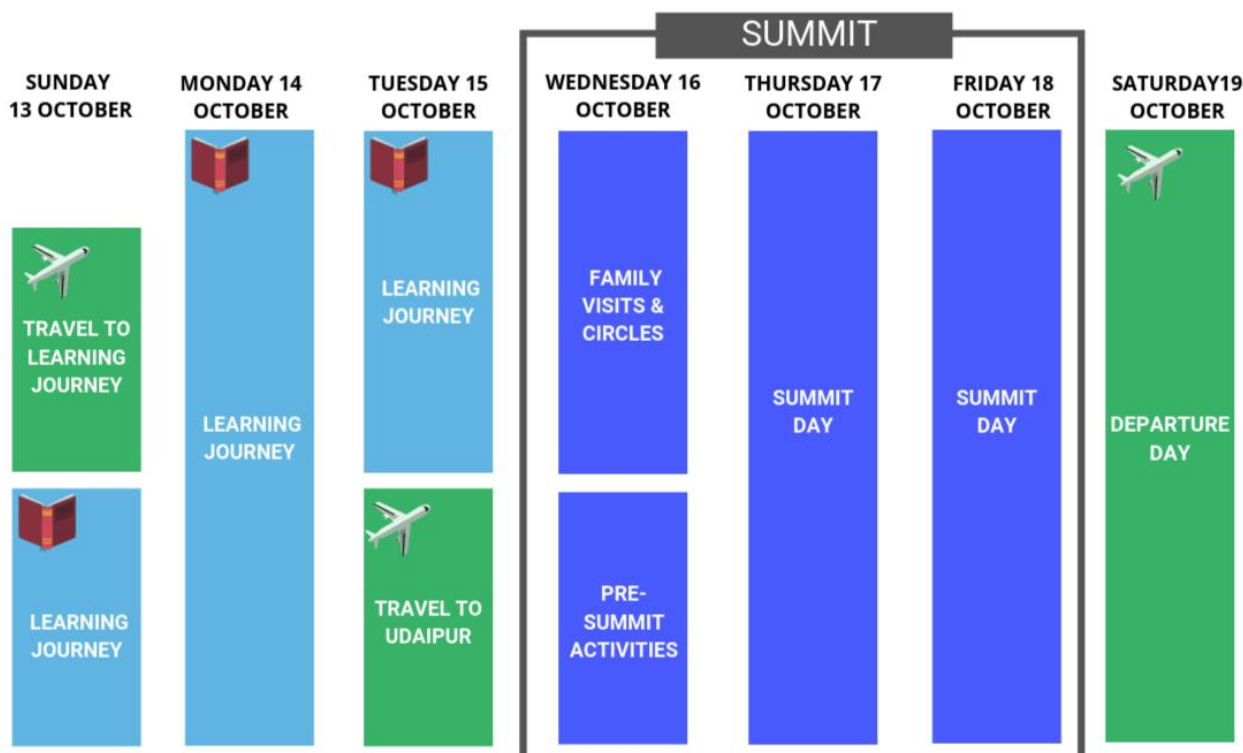 SUMMIT
SUNDAY
13 OCTOBER
TRAVEL TO
LEARNING
JOURNEY
LEARNING
JOURNEY
MONDAY 14
OCTOBER
LEARNING
JOURNEY
TUESDAY 15
OCTOBER
LEARNING
JOURNEY
TRAVEL TO
UDAIPUR
WEDNESDAY 16
OCTOBER
FAMILY
VISITS &
CIRCLES
PRE-
SUMMIT
ACTIVITIES
THURSDAY 17
OCTOBER
SUMMIT
DAY
FRIDAY 18
OCTOBER
SUMMIT
DAY
SATURDAY19
OCTOBER
DEPARTURE
DAY